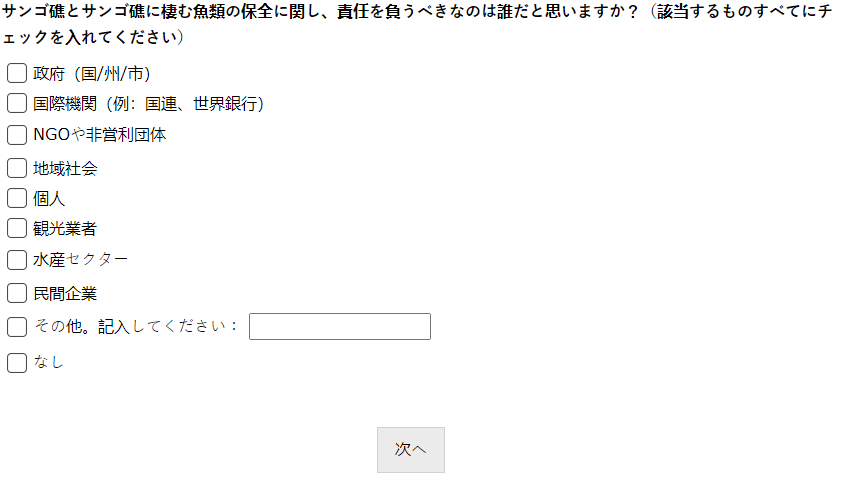 サンゴ礁とサンゴ礁に棲む魚類の保全に関し、責任を負うべきなのは誰だと思いますか？（該当するものすべてにチ
ェックを入れてください）
政府（国/州/市）
国際機関（例：国連、世界銀行）
NGOや非営利団体
地域社会
個人
観光業者
水産セクター
民間企業
その他。記入してください：
なし
次へ